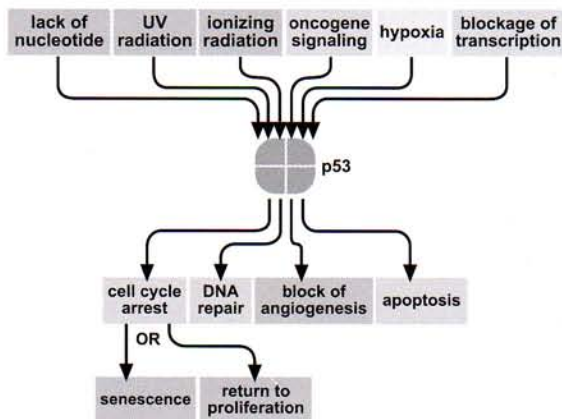 lack of
nucleotide
UV
radiation
ionizing
radiation
oncogene
signaling
hypoxia
blockage of
transcription
p53
cell cycle
arrest
DNA
repair
block of
angiogenesis
apoptosis
OR
senescence
return to
proliferation